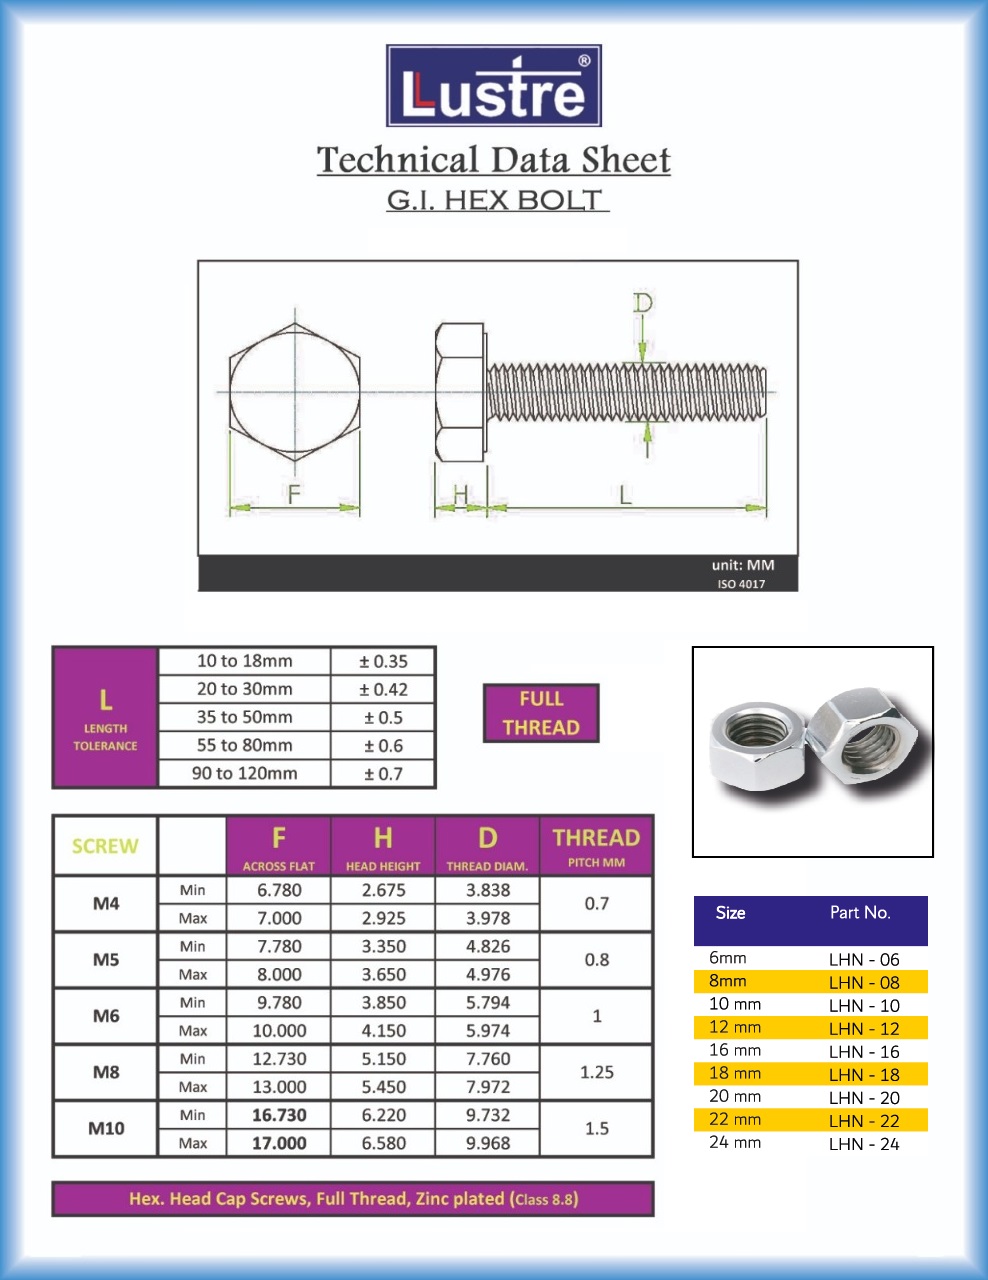 Lustre ®
Technical Data Sheet
G.I. HEX BOLT
D
F
H
L
unit: MM
ISO 4017
L
LENGTH
TOLERANCE
10 to 18mm ± 0.35
20 to 30mm ± 0.42
35 to 50mm ± 0.5
55 to 80mm ± 0.6
90 to 120mm ± 0.7
FULL
THREAD
SCREW F H D THREAD
ACROSS FLAT HEAD HEIGHT THREAD DIAM. PITCH MM
M4 Min 6.780 2.675 3.838 0.7
Max 7.000 2.925 3.978
M5 Min 7.780 3.350 4.826 0.8
Max 8.000 3.650 4.976
M6 Min 9.780 3.850 5.794 1
Max 10.000 4.150 5.974
M8 Min 12.730 5.150 7.760 1.25
Max 13.000 5.450 7.972
M10 Min 16.730 6.220 9.732 1.5
Max 17.000 6.580 9.968
Hex. Head Cap Screws, Full Thread, Zinc plated (Class 8.8)
Size Part No.
6mm LHN - 06
8mm LHN - 08
10 mm LHN - 10
12 mm LHN - 12
16 mm LHN - 16
18 mm LHN - 18
20 mm LHN - 20
22 mm LHN - 22
24 mm LHN - 24